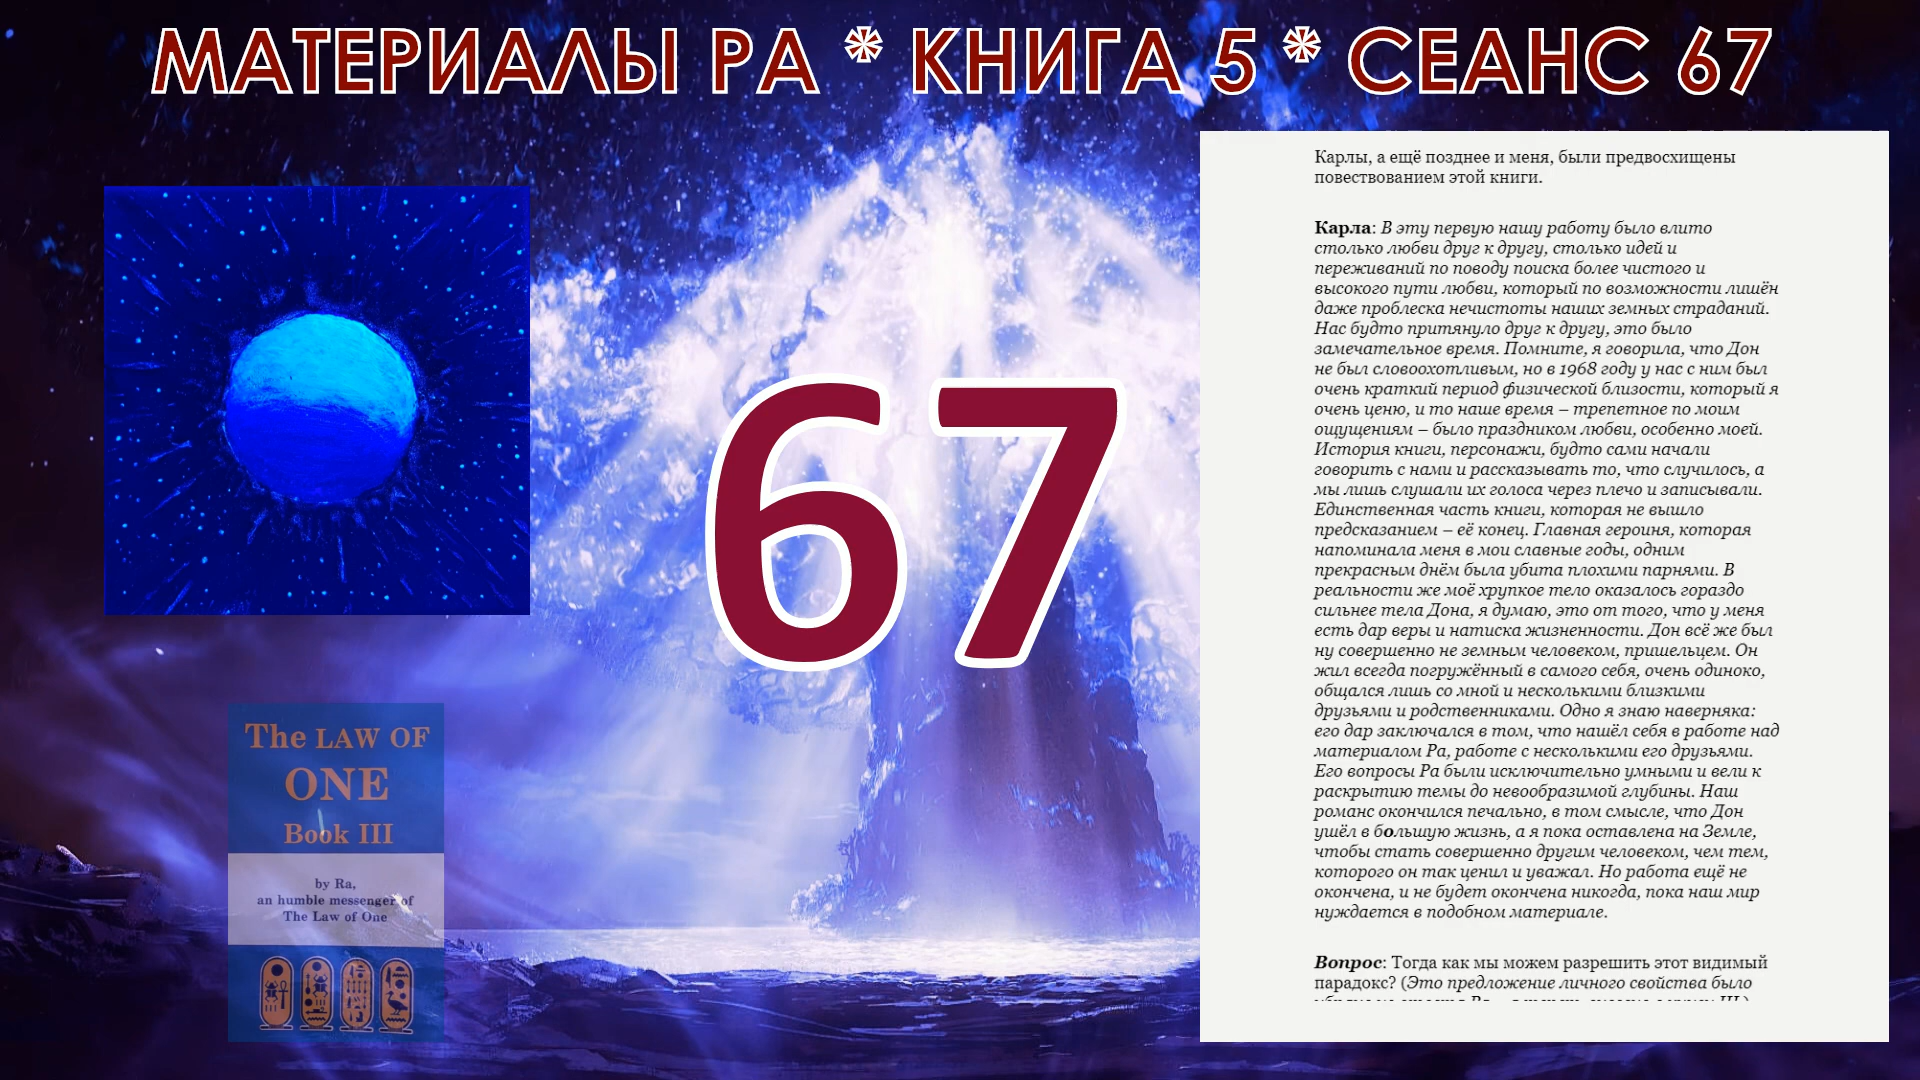 МАТЕРИАЛЫ РА * КНИГА 5 * СЕАНС 67
67
The LAW OF
ONE
Book III
by Ra,
an humble messenger of
The Law of One
Карлы, а ещё позднее и меня, были предвосхищены
повествованием этой книги.
Карла: В эту первую нашу работу было влито
столько любви друг к другу, столько идей и
переживаний по поводу поиска более чистого и
высокого пути любви, который по возможности лишён
даже проблеска нечистоты наших земных страданий.
Нас будто притянуло друг к другу, это было
замечательное время. Помните, я говорила, что Дон
не был словоохотливым, но в 1968 году у нас с ним был
очень краткий период физической близости, который я
очень ценю, и то наше время – трепетное по моим
ощущениям – было праздником любви, особенно моей.
История книги, персонажи, будто сами начали
говорить с нами и рассказывать то, что случилось, а
мы лишь слушали их голоса через плечо и записывали.
Единственная часть книги, которая не вышло
предсказанием – её конец. Главная героиня, которая
напоминала меня в мои славные годы, одним
прекрасным днём была убита плохими парнями. В
реальности же моё хрупкое тело оказалось гораздо
сильнее тела Дона, я думаю, это от того, что у меня
есть дар веры и натиска жизненности. Дон всё же был
ну совершенно не земным человеком, пришельцем. Он
жил всегда погружённый в самого себя, очень одиноко,
общался лишь со мной и несколькими близкими
друзьями и родственниками. Одно я знаю наверняка:
его дар заключался в том, что нашёл себя в работе над
материалом Ра, работе с несколькими его друзьями.
Его вопросы Ра были исключительно умными и вели к
раскрытию темы до невообразимой глубины. Наш
романс окончился печально, в том смысле, что Дон
ушёл в большую жизнь, а я пока оставлена на Земле,
чтобы стать совершенно другим человеком, чем тем,
которого он так ценил и уважал. Но работа ещё не
окончена, и не будет окончена никогда, пока наш мир
нуждается в подобном материале.
Вопрос: Тогда как мы можем разрешить этот видимый
парадокс? (Это предложение личного свойства было